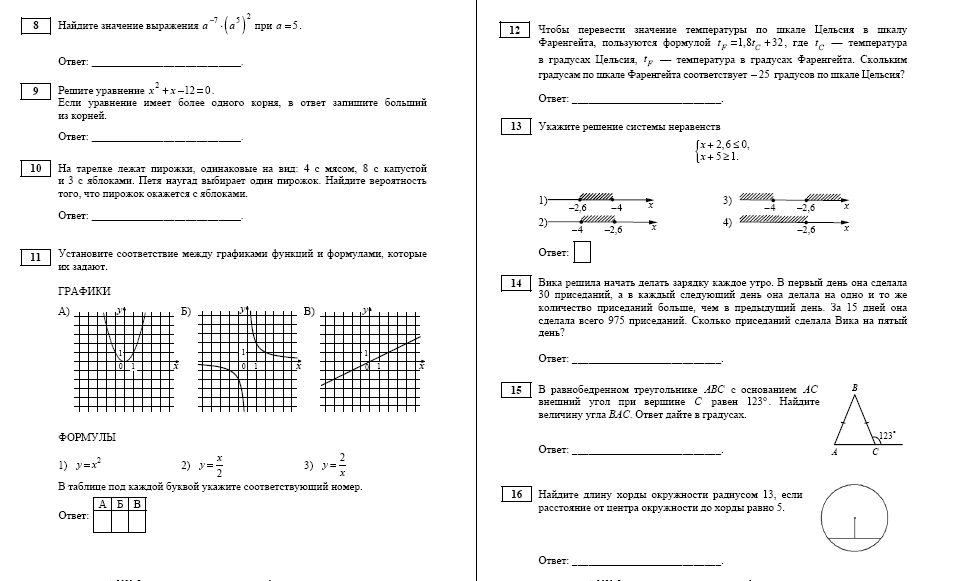 8 Найдите значение выражения a⁻⁷ · (a⁵)² при a = 5.
Ответ: ___________________________.
9 Решите уравнение x² + x − 12 = 0.
Если уравнение имеет более одного корня, в ответ запишите больший
из корней.
Ответ: ___________________________.
10 На тарелке лежат пирожки, одинаковые на вид: 4 с мясом, 8 с капустой
и 3 с яблоками. Петя наугад выбирает один пирожок. Найдите вероятность
того, что пирожок окажется с яблоками.
Ответ: ___________________________.
11 Установите соответствие между графиками функций и формулами, которые
их задают.
ГРАФИКИ
А) Б) В)
y y y
1 1 1
0 1 x 0 1 x 0 1 x
ФОРМУЛЫ
1) y = x² 2) y = x/2 3) y = 2/x
В таблице под каждой буквой укажите соответствующий номер.
Ответ: А Б В
12 Чтобы перевести значение температуры по шкале Цельсия в шкалу
Фаренгейта, пользуются формулой t_F = 1,8t_C + 32, где t_C — температура
в градусах Цельсия, t_F — температура в градусах Фаренгейта. Скольким
градусам по шкале Фаренгейта соответствует −25 градусов по шкале Цельсия?
Ответ: ___________________________.
13 Укажите решение системы неравенств
{x + 2,6 ≤ 0,
x + 5 ≥ 1.
1) −2,6 −4 x 3) −4 −2,6 x
2) −4 −2,6 x 4) −2,6 x
Ответ:
14 Вика решила начать делать зарядку каждое утро. В первый день она сделала
30 приседаний, а в каждый следующий день она делала на одно и то же
количество приседаний больше, чем в предыдущий день. За 15 дней она
сделала всего 975 приседаний. Сколько приседаний сделала Вика на пятый
день?
Ответ: ___________________________.
15 В равнобедренном треугольнике ABC с основанием AC
внешний угол при вершине C равен 123°. Найдите
величину угла BAC. Ответ дайте в градусах.
B
123°
A C
Ответ: ___________________________.
16 Найдите длину хорды окружности радиусом 13, если
расстояние от центра окружности до хорды равно 5.
Ответ: ___________________________.